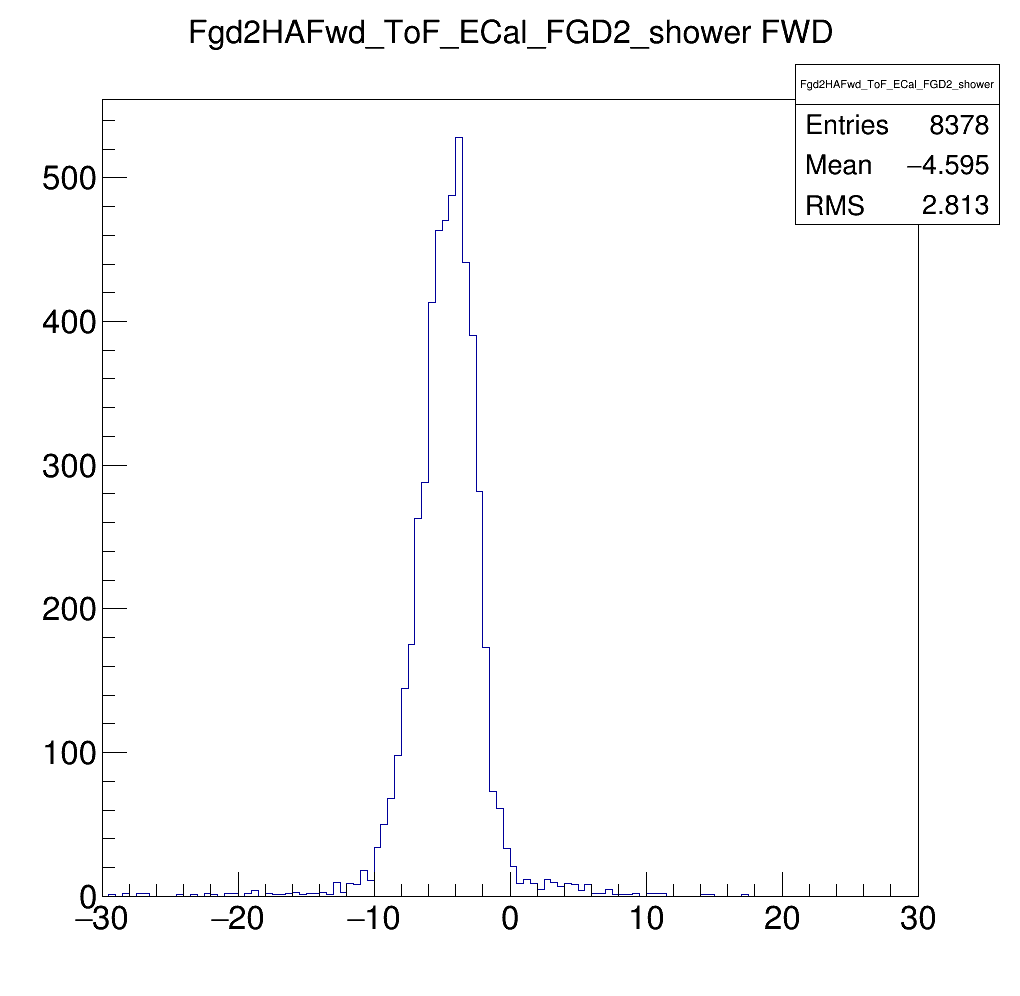 Fgd2HAFwd_ToF_ECal_FGD2_shower FWD
Fgd2HAFwd_ToF_ECal_FGD2_shower
Entries 8378
Mean −4.595
RMS 2.813
500
400
300
200
100
0
−30 −20 −10 0 10 20 30